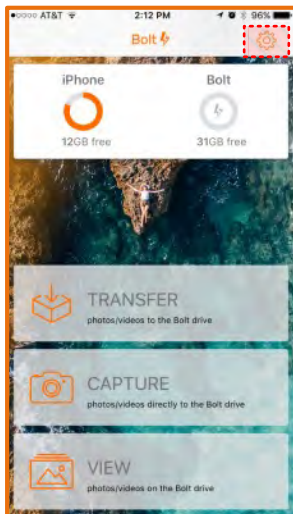 AT&T 2:12 PM 96%
Bolt
iPhone Bolt
12GB free 31GB free
TRANSFER
photos/videos to the Bolt drive
CAPTURE
photos/videos directly to the Bolt drive
VIEW
photos/videos on the Bolt drive